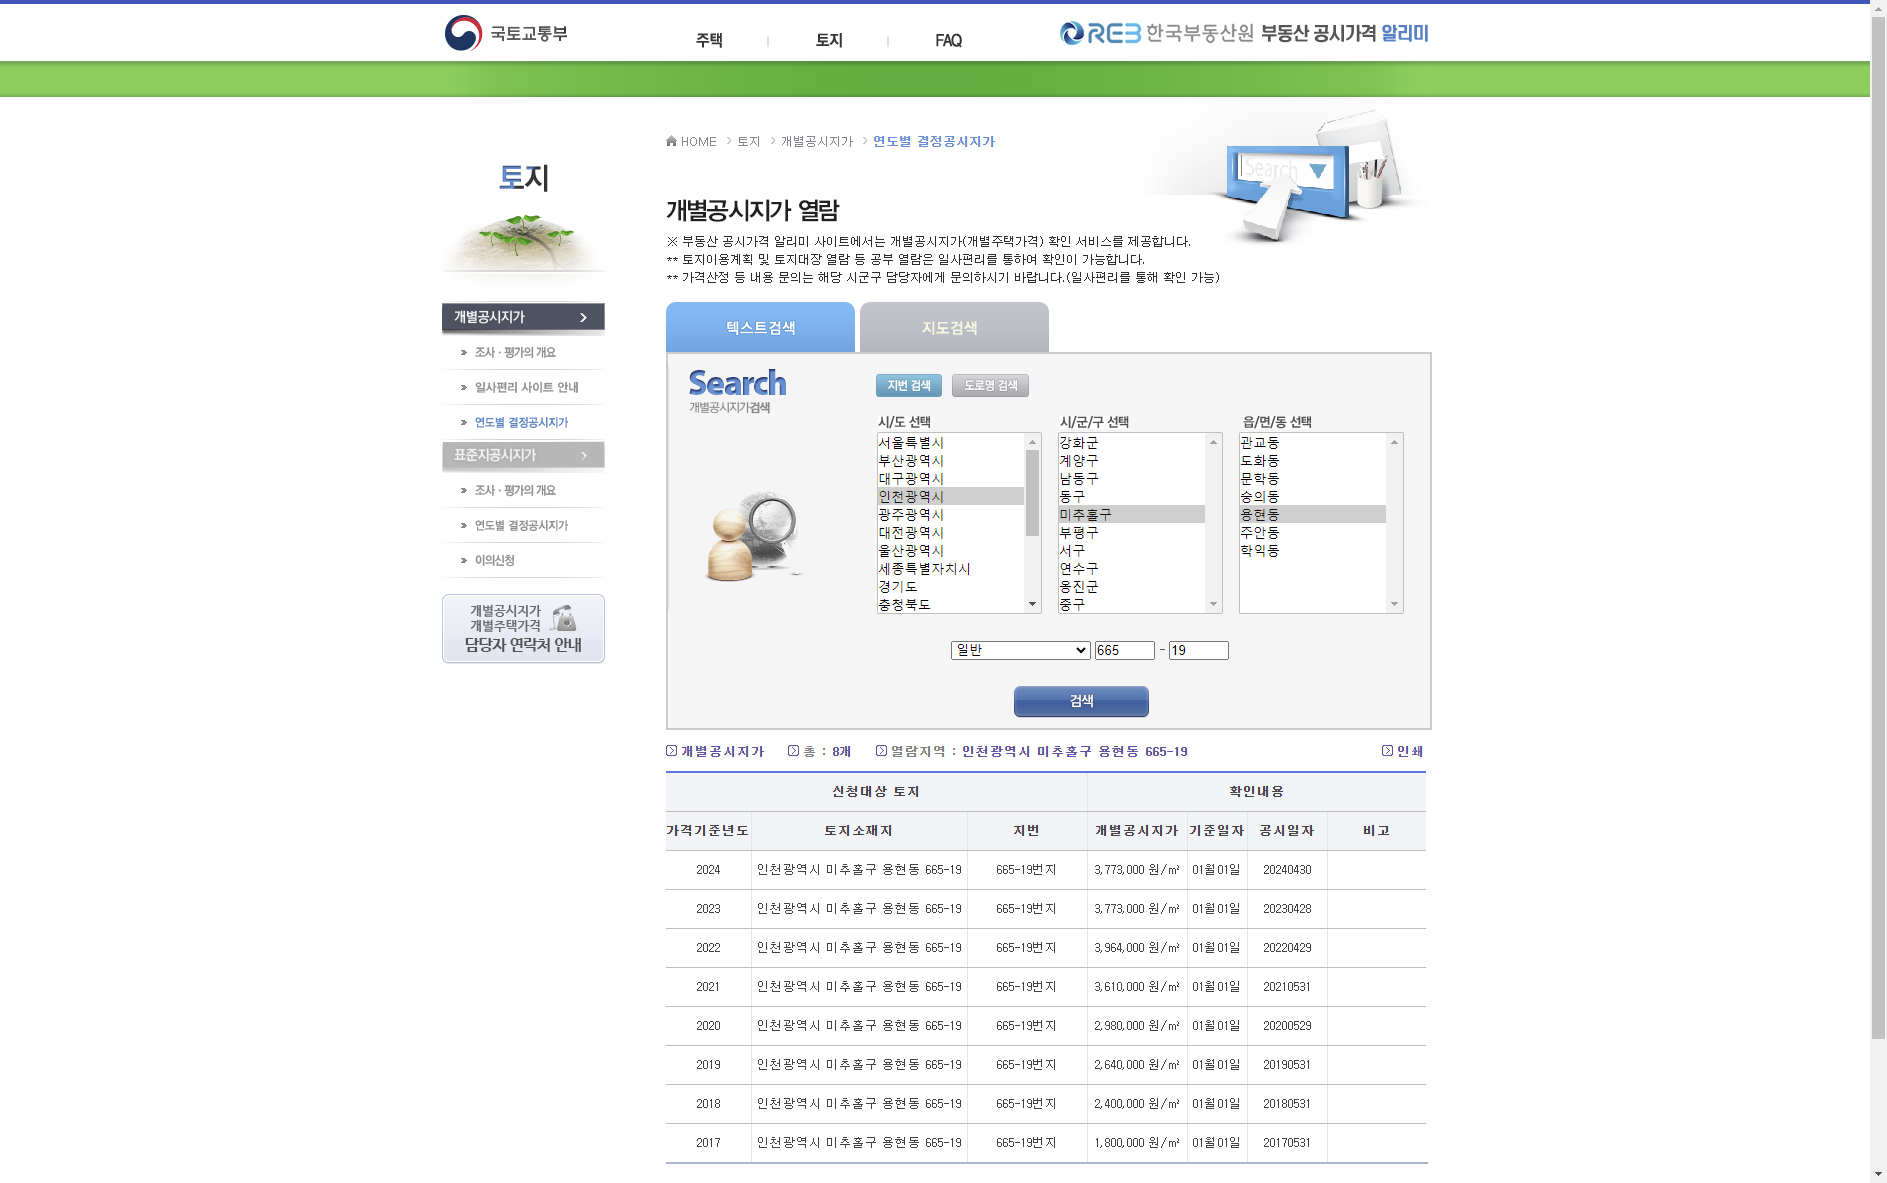 국토교통부
주택
토지
FAQ
REB 한국부동산원 부동산 공시가격 알리미
HOME > 토지 > 개별공시지가 > 연도별 결정공시지가
Search
토지
개별공시지가 열람
※ 부동산 공시가격 알리미 사이트에서는 개별공시지가(개별주택가격) 확인 서비스를 제공합니다.
** 토지이용계획 및 토지대장 열람 등 공부 열람은 일사편리를 통하여 확인이 가능합니다.
** 가격산정 등 내용 문의는 해당 시군구 담당자에게 문의하시기 바랍니다.(일사편리를 통해 확인 가능)
개별공시지가
조사 · 평가의 개요
일사편리 사이트 안내
연도별 결정공시지가
표준지공시지가
조사 · 평가의 개요
연도별 결정공시지가
이의신청
개별공시지가
개별주택가격
담당자 연락처 안내
텍스트검색
지도검색
Search
개별공시지가검색
지번 검색
도로명 검색
시/도 선택
서울특별시
부산광역시
대구광역시
인천광역시
광주광역시
대전광역시
울산광역시
세종특별자치시
경기도
충청북도
시/군/구 선택
강화군
계양구
남동구
동구
미추홀구
부평구
서구
연수구
옹진군
중구
읍/면/동 선택
관교동
도화동
문학동
숭의동
용현동
주안동
학익동
일반 665 - 19
검색
개별공시지가 총 : 8개 열람지역 : 인천광역시 미추홀구 용현동 665-19 인쇄
신청대상 토지 확인내용
가격기준년도 토지소재지 지번 개별공시지가 기준일자 공시일자 비고
2024 인천광역시 미추홀구 용현동 665-19 665-19번지 3,773,000 원/㎡ 01월01일 20240430
2023 인천광역시 미추홀구 용현동 665-19 665-19번지 3,773,000 원/㎡ 01월01일 20230428
2022 인천광역시 미추홀구 용현동 665-19 665-19번지 3,964,000 원/㎡ 01월01일 20220429
2021 인천광역시 미추홀구 용현동 665-19 665-19번지 3,610,000 원/㎡ 01월01일 20210531
2020 인천광역시 미추홀구 용현동 665-19 665-19번지 2,980,000 원/㎡ 01월01일 20200529
2019 인천광역시 미추홀구 용현동 665-19 665-19번지 2,640,000 원/㎡ 01월01일 20190531
2018 인천광역시 미추홀구 용현동 665-19 665-19번지 2,400,000 원/㎡ 01월01일 20180531
2017 인천광역시 미추홀구 용현동 665-19 665-19번지 1,800,000 원/㎡ 01월01일 20170531